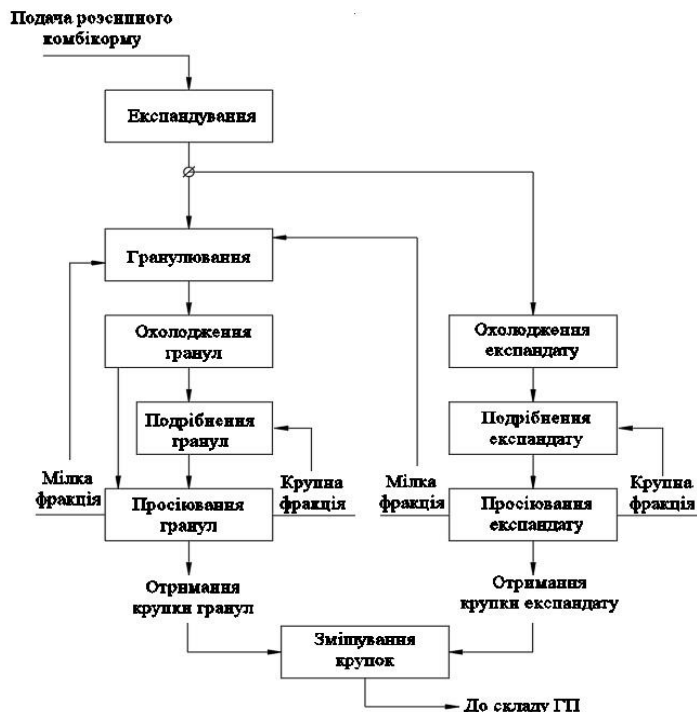 Подача розсипного
комбікорму
Експандування
Гранулювання
Охолодження
гранул
Охолодження
експандату
Подрібнення
гранул
Подрібнення
експандату
Мілка
фракція
Просіювання
гранул
Крупна
фракція
Мілка
фракція
Просіювання
експандату
Крупна
фракція
Отримання
крупки гранул
Отримання
крупки експандату
Змішування
крупок
До складу ГП